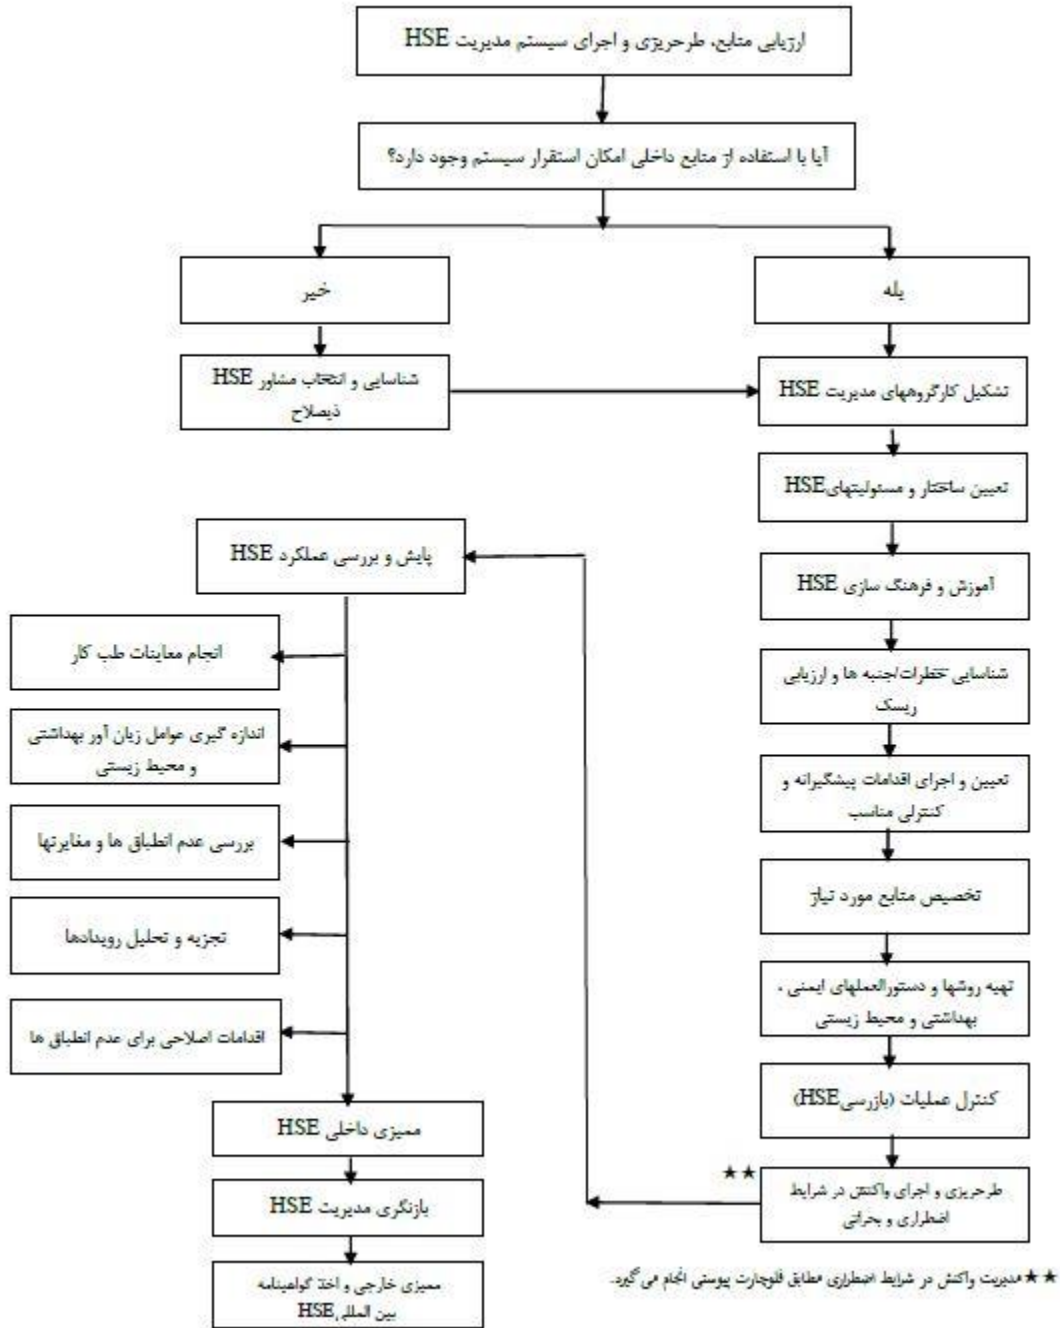 ارزیابی منابع، طرحریزی و اجرای سیستم مدیریت HSE
آیا با استفاده از منابع داخلی امکان استقرار سیستم وجود دارد؟
خیر
بله
شناسایی و انتخاب مشاور HSE
ذیصلاح
تشکیل کارگروههای مدیریت HSE
تعیین ساختار و مسئولیتهایHSE
آموزش و فرهنگ سازی HSE
شناسایی خطرات/جنبه ها و ارزیابی
ریسک
تعیین و اجرای اقدامات پیشگیرانه و
کنترلی مناسب
تخصیص منابع مورد نیاز
تهیه روشها و دستورالعملهای ایمنی ،
بهداشتی و محیط زیستی
کنترل عملیات (بازرسیHSE)
طرحریزی و اجرای واکنش در شرایط
اضطراری و بحرانی
★★
پایش و بررسی عملکرد HSE
انجام معاینات طب کار
اندازه گیری عوامل زیان آور بهداشتی
و محیط زیستی
بررسی عدم انطباق ها و مغایرتها
تجزیه و تحلیل رویدادها
اقدامات اصلاحی برای عدم انطباق ها
ممیزی داخلی HSE
بازنگری مدیریت HSE
ممیزی خارجی و اخذ گواهینامه
بین المللیHSE
★★مدیریت واکنش در شرایط اضطراری مطابق فلوچارت پیوستی انجام می گیرد.